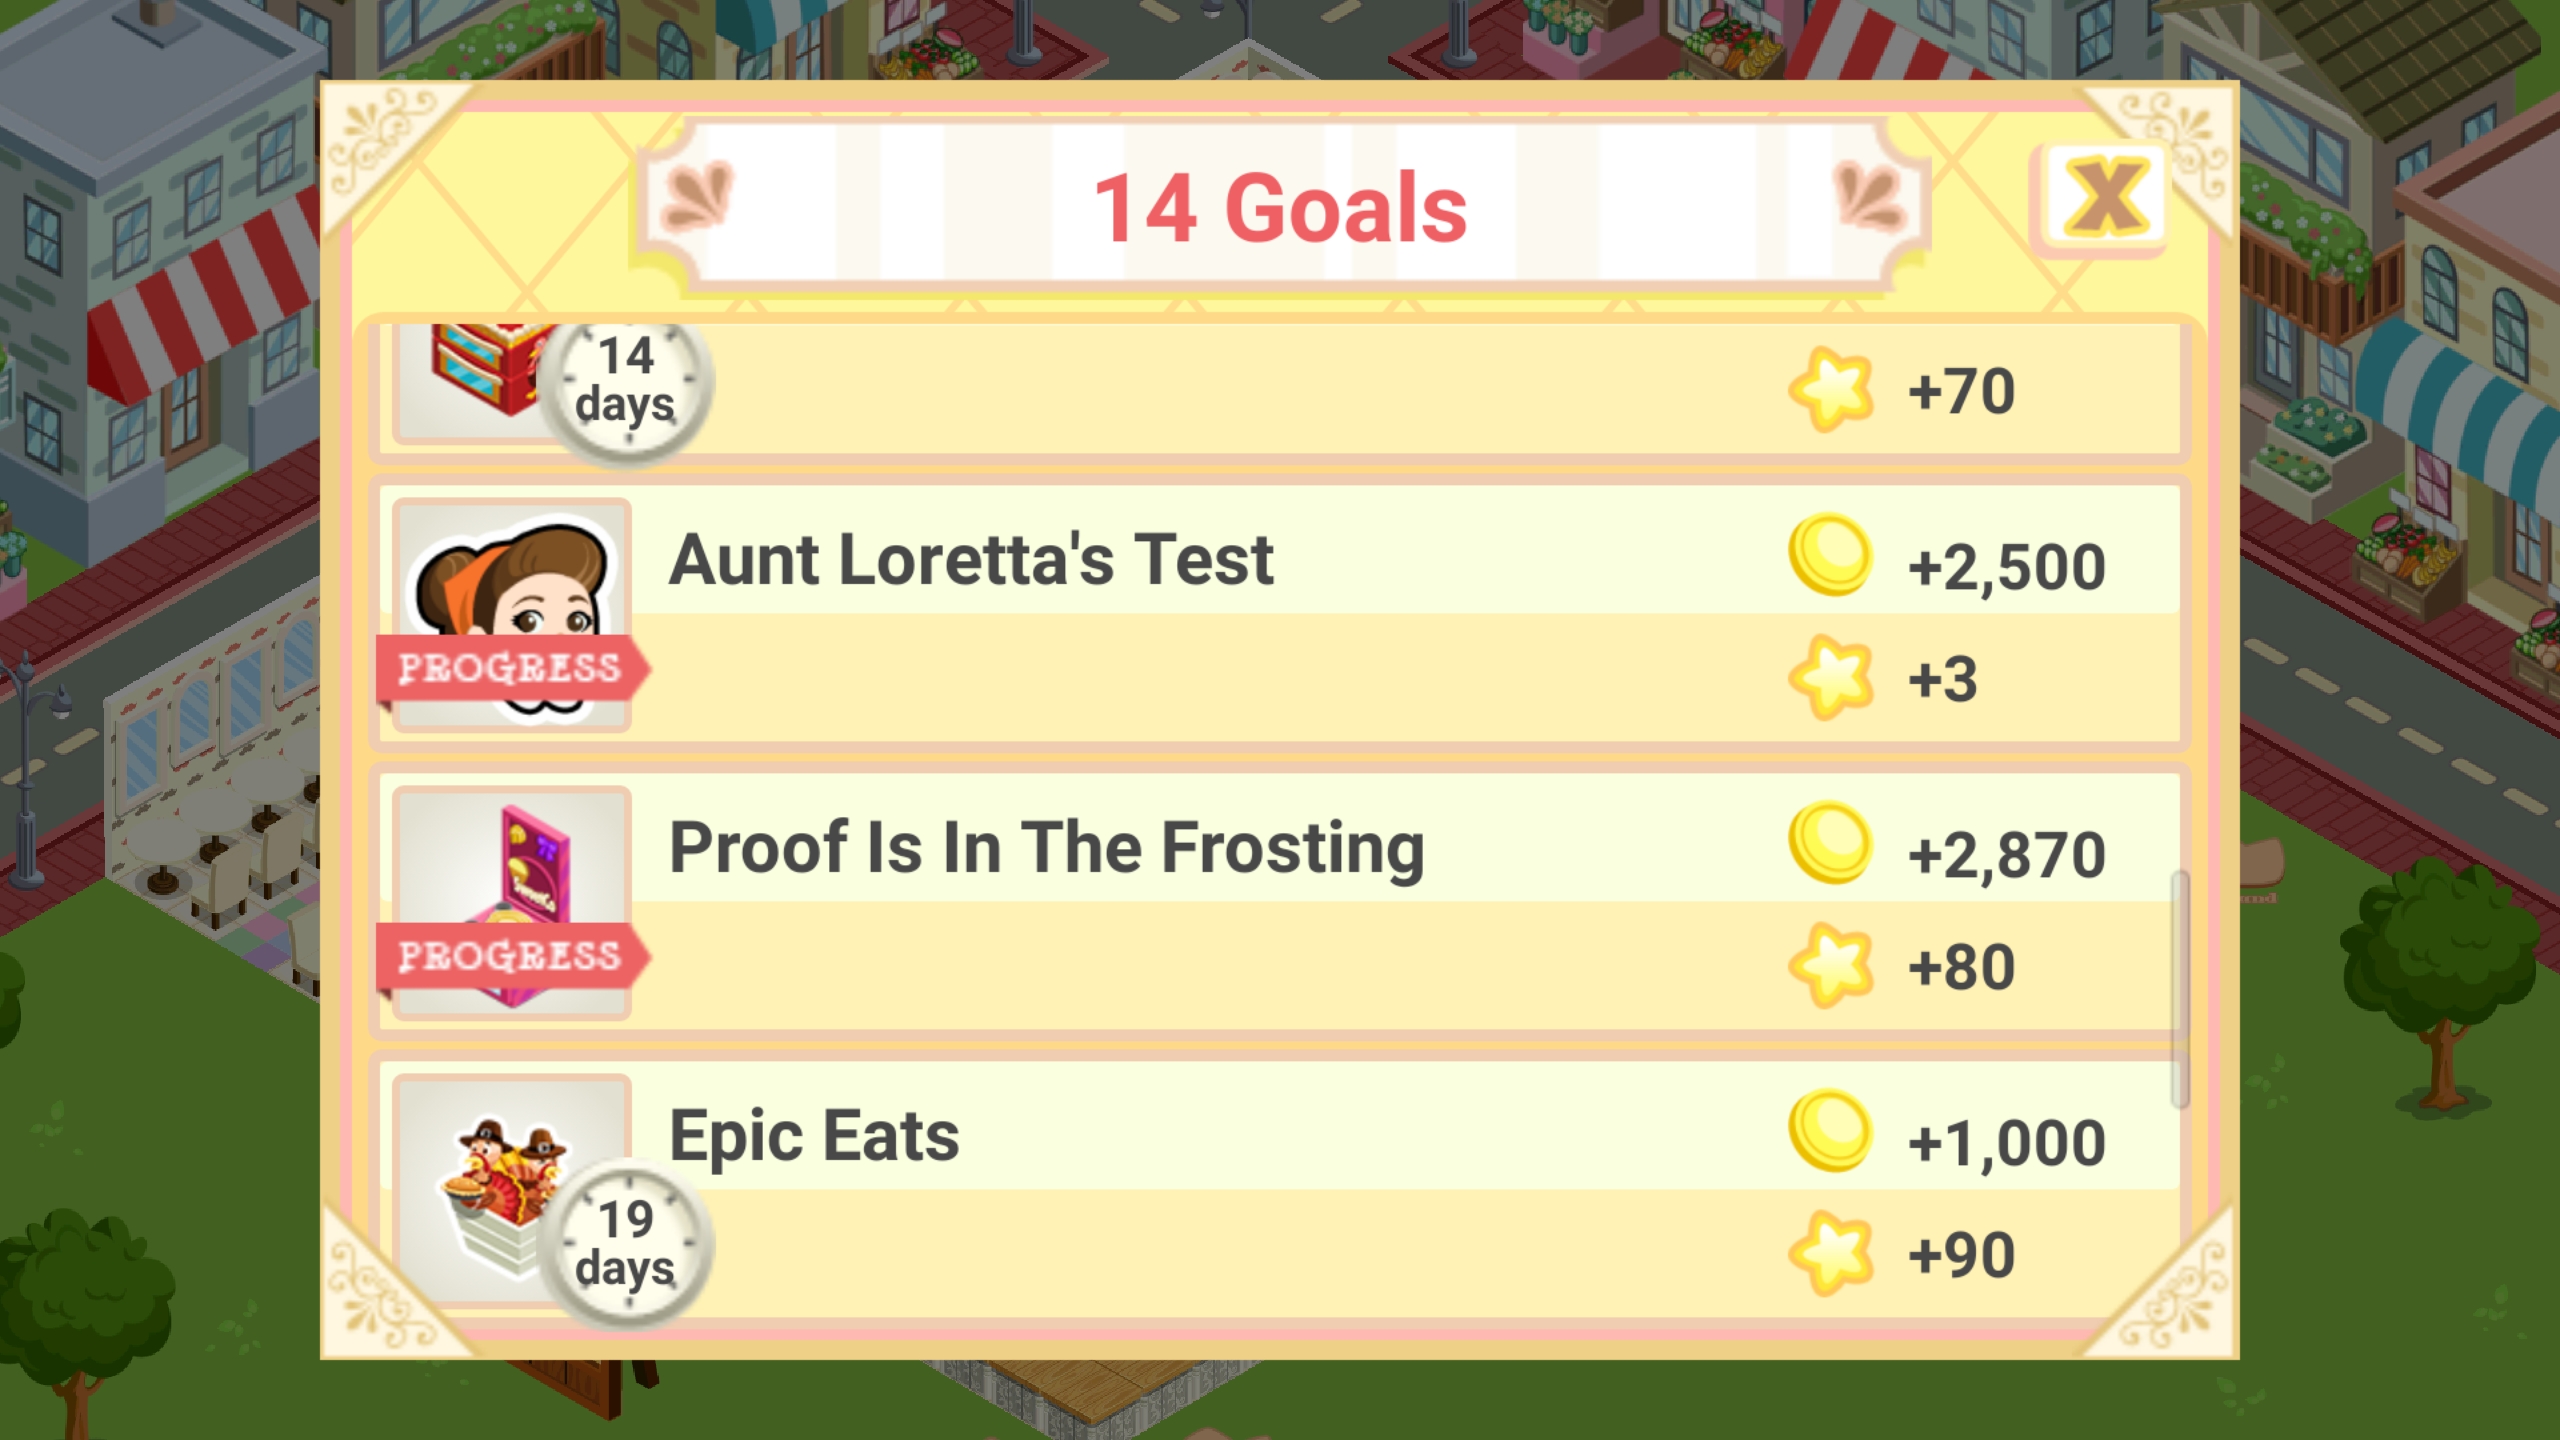 14 Goals
14
days
+70
Aunt Loretta's Test
+2,500
PROGRESS
+3
Proof Is In The Frosting
+2,870
PROGRESS
+80
Epic Eats
+1,000
19
days
+90